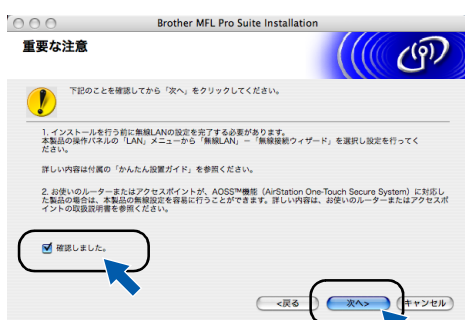 Brother MFL Pro Suite Installation
重要な注意
下記のことを確認してから「次へ」をクリックしてください。
1. インストールを行う前に無線LANの設定を完了する必要があります。
本製品の操作パネルの「LAN」メニューから「無線LAN」－「無線接続ウィザード」を選択し設定を行ってく
ださい。
詳しい内容は付属の「かんたん設置ガイド」を参照ください。
2. お使いのルーターまたはアクセスポイントが、AOSS™機能（AirStation One-Touch Secure System）に対応し
た製品の場合は、本製品の無線設定を容易に行うことができます。詳しい内容は、お使いのルーターまたはアクセスポ
イントの取扱説明書を参照ください。
確認しました。
<戻る 次へ> キャンセル